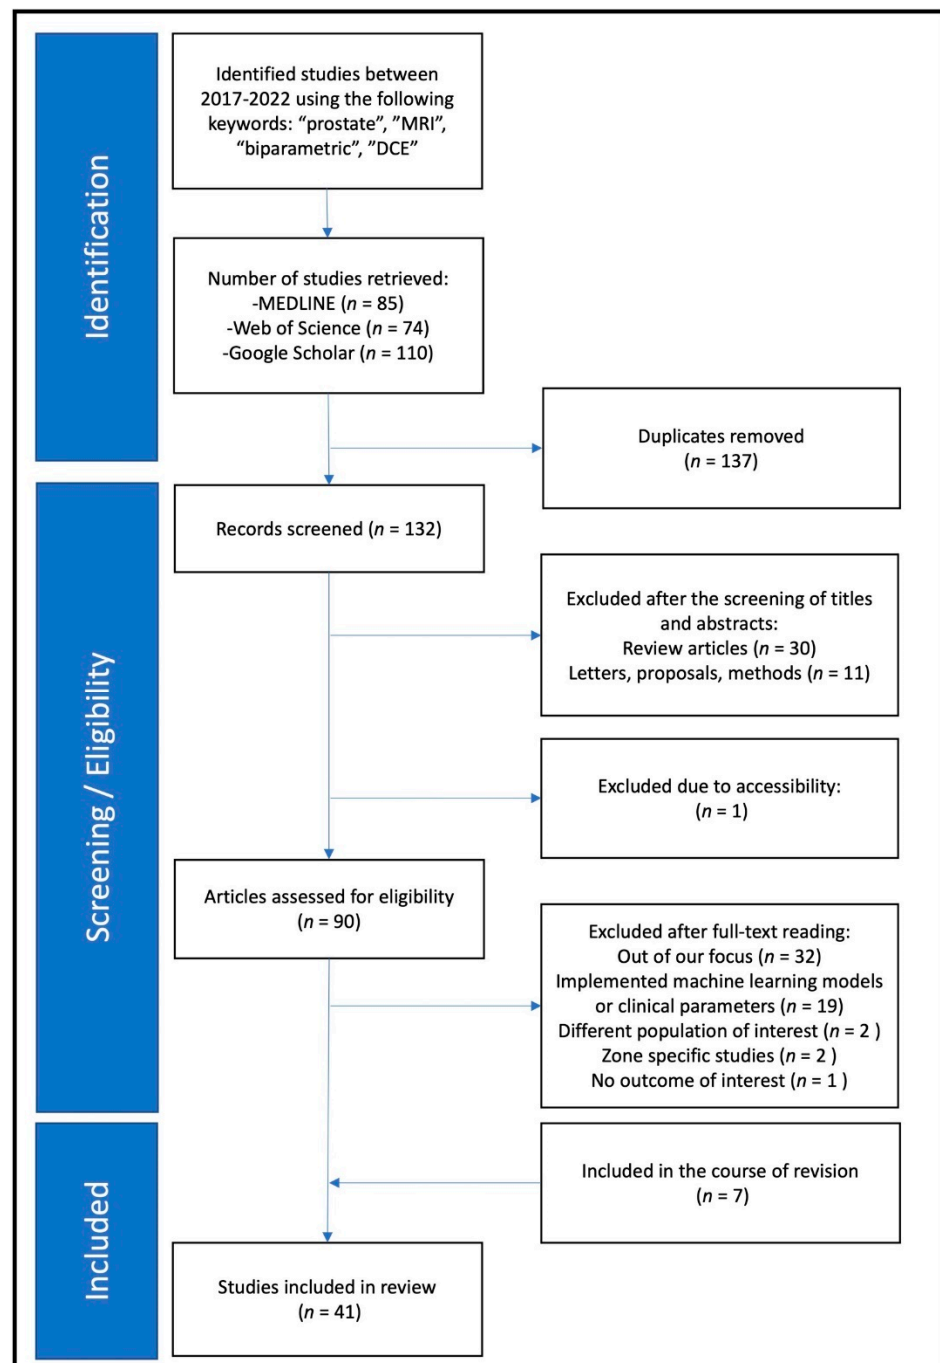 Identification
Identified studies between
2017-2022 using the following
keywords: “prostate”, ”MRI”,
”biparametric”, ”DCE”
Number of studies retrieved:
-MEDLINE (n = 85)
-Web of Science (n = 74)
-Google Scholar (n = 110)
Duplicates removed
(n = 137)
Screening / Eligibility
Records screened (n = 132)
Excluded after the screening of titles
and abstracts:
Review articles (n = 30)
Letters, proposals, methods (n = 11)
Excluded due to accessibility:
(n = 1)
Articles assessed for eligibility
(n = 90)
Excluded after full-text reading:
Out of our focus (n = 32)
Implemented machine learning models
or clinical parameters (n = 19)
Different population of interest (n = 2 )
Zone specific studies (n = 2 )
No outcome of interest (n = 1 )
Included
Included in the course of revision
(n = 7)
Studies included in review
(n = 41)